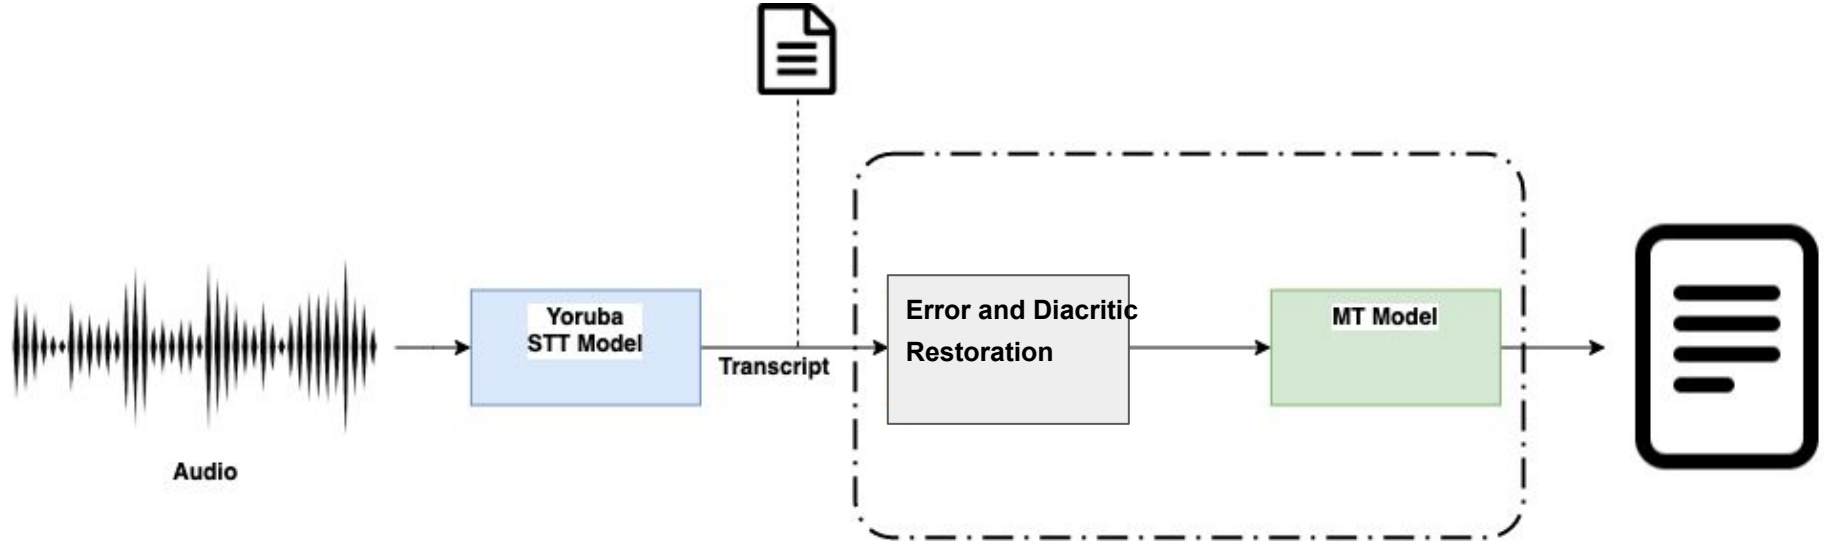 Audio
Yoruba
STT Model
Transcript
Error and Diacritic
Restoration
MT Model